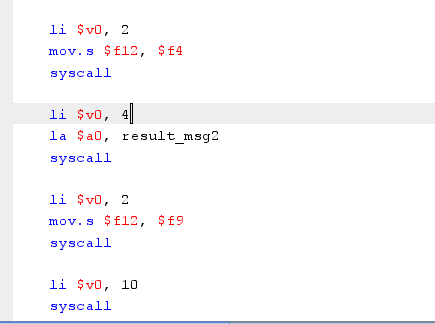 li $v0, 2
mov.s $f12, $f4
syscall
li $v0, 4
la $a0, result_msg2
syscall
li $v0, 2
mov.s $f12, $f9
syscall
li $v0, 10
syscall